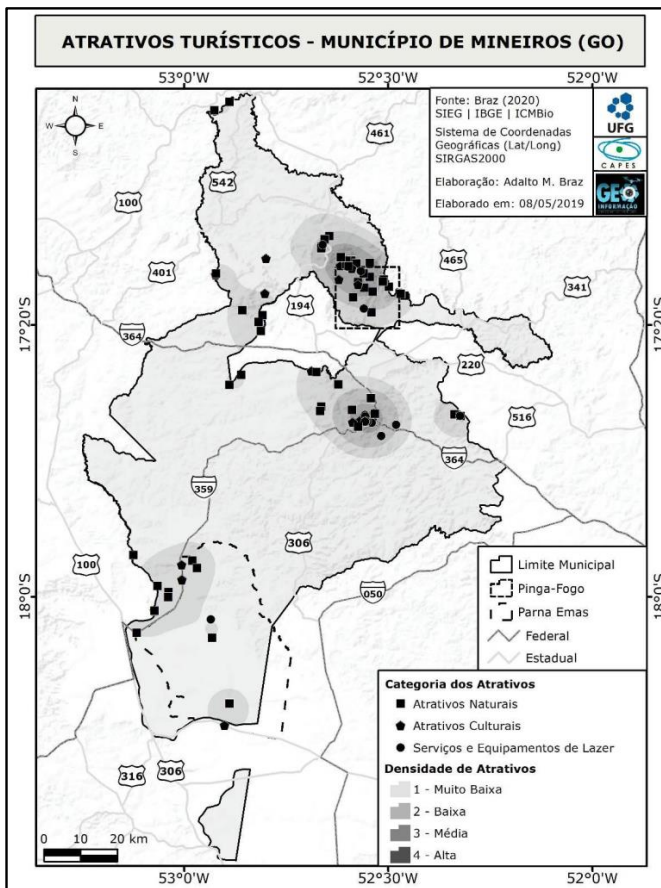 ATRATIVOS TURÍSTICOS - MUNICÍPIO DE MINEIROS (GO)
53°0'W
52°30'W
52°0'W
N
W
E
S
Fonte: Braz (2020)
SIEG | IBGE | ICMBio
Sistema de Coordenadas
Geográficas (Lat/Long)
SIRGAS2000
Elaboração: Adalto M. Braz
Elaborado em: 08/05/2019
UFG
CAPES
GEO
INFORMAÇÃO
461
542
100
401
465
341
194
17°20'S
364
17°20'S
220
516
364
359
306
100
18°0'S
050
18°0'S
Limite Municipal
Pinga-Fogo
Parna Emas
Federal
Estadual
316
306
Categoria dos Atrativos
Atrativos Naturais
Atrativos Culturais
Serviços e Equipamentos de Lazer
Densidade de Atrativos
1 - Muito Baixa
2 - Baixa
3 - Média
4 - Alta
0 10 20 km
53°0'W
52°30'W
52°0'W